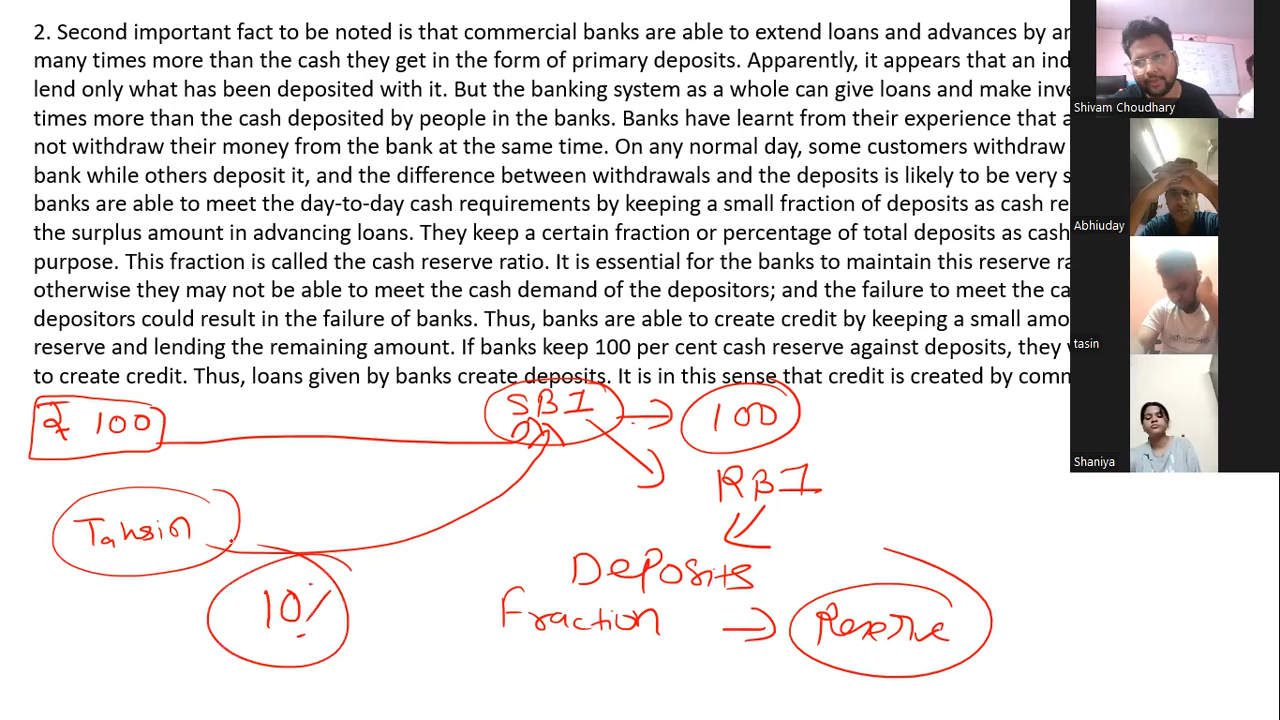 2. Second important fact to be noted is that commercial banks are able to extend loans and advances by an
many times more than the cash they get in the form of primary deposits. Apparently, it appears that an ind
lend only what has been deposited with it. But the banking system as a whole can give loans and make inve
times more than the cash deposited by people in the banks. Banks have learnt from their experience that a
not withdraw their money from the bank at the same time. On any normal day, some customers withdraw
bank while others deposit it, and the difference between withdrawals and the deposits is likely to be very s
banks are able to meet the day-to-day cash requirements by keeping a small fraction of deposits as cash re
the surplus amount in advancing loans. They keep a certain fraction or percentage of total deposits as cash
purpose. This fraction is called the cash reserve ratio. It is essential for the banks to maintain this reserve ra
otherwise they may not be able to meet the cash demand of the depositors; and the failure to meet the ca
depositors could result in the failure of banks. Thus, banks are able to create credit by keeping a small amo
reserve and lending the remaining amount. If banks keep 100 per cent cash reserve against deposits, they
to create credit. Thus, loans given by banks create deposits. It is in this sense that credit is created by comm
₹ 100
SBI
100
RBI
Tahsin
Deposits
10%
Fraction
Reserve
Shivam Choudhary
Abhiuday
tasin
Shaniya